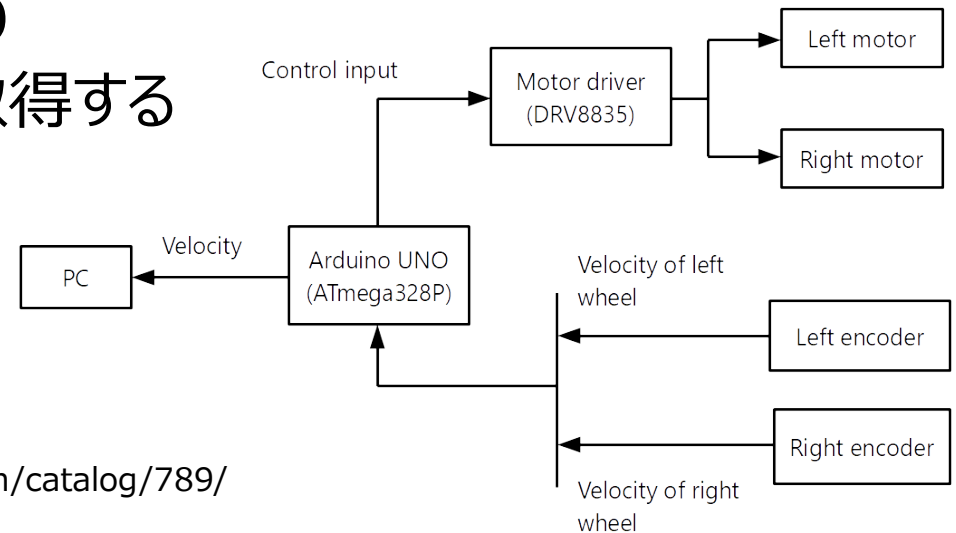 得する
Control input
Motor driver
(DRV8835)
Left motor
Right motor
Velocity
PC
Arduino UNO
(ATmega328P)
Velocity of left
wheel
Left encoder
Right encoder
Velocity of right
wheel
/catalog/789/